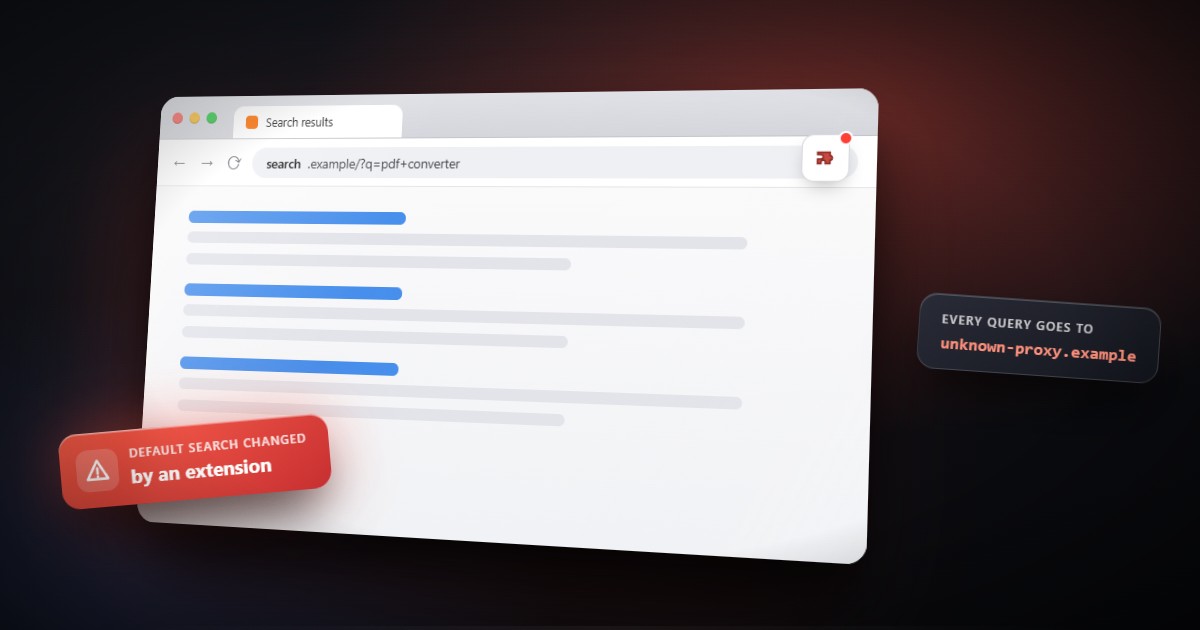 Search results
search .example/?q=pdf+converter
EVERY QUERY GOES TO
unknown-proxy.example
DEFAULT SEARCH CHANGED
by an extension